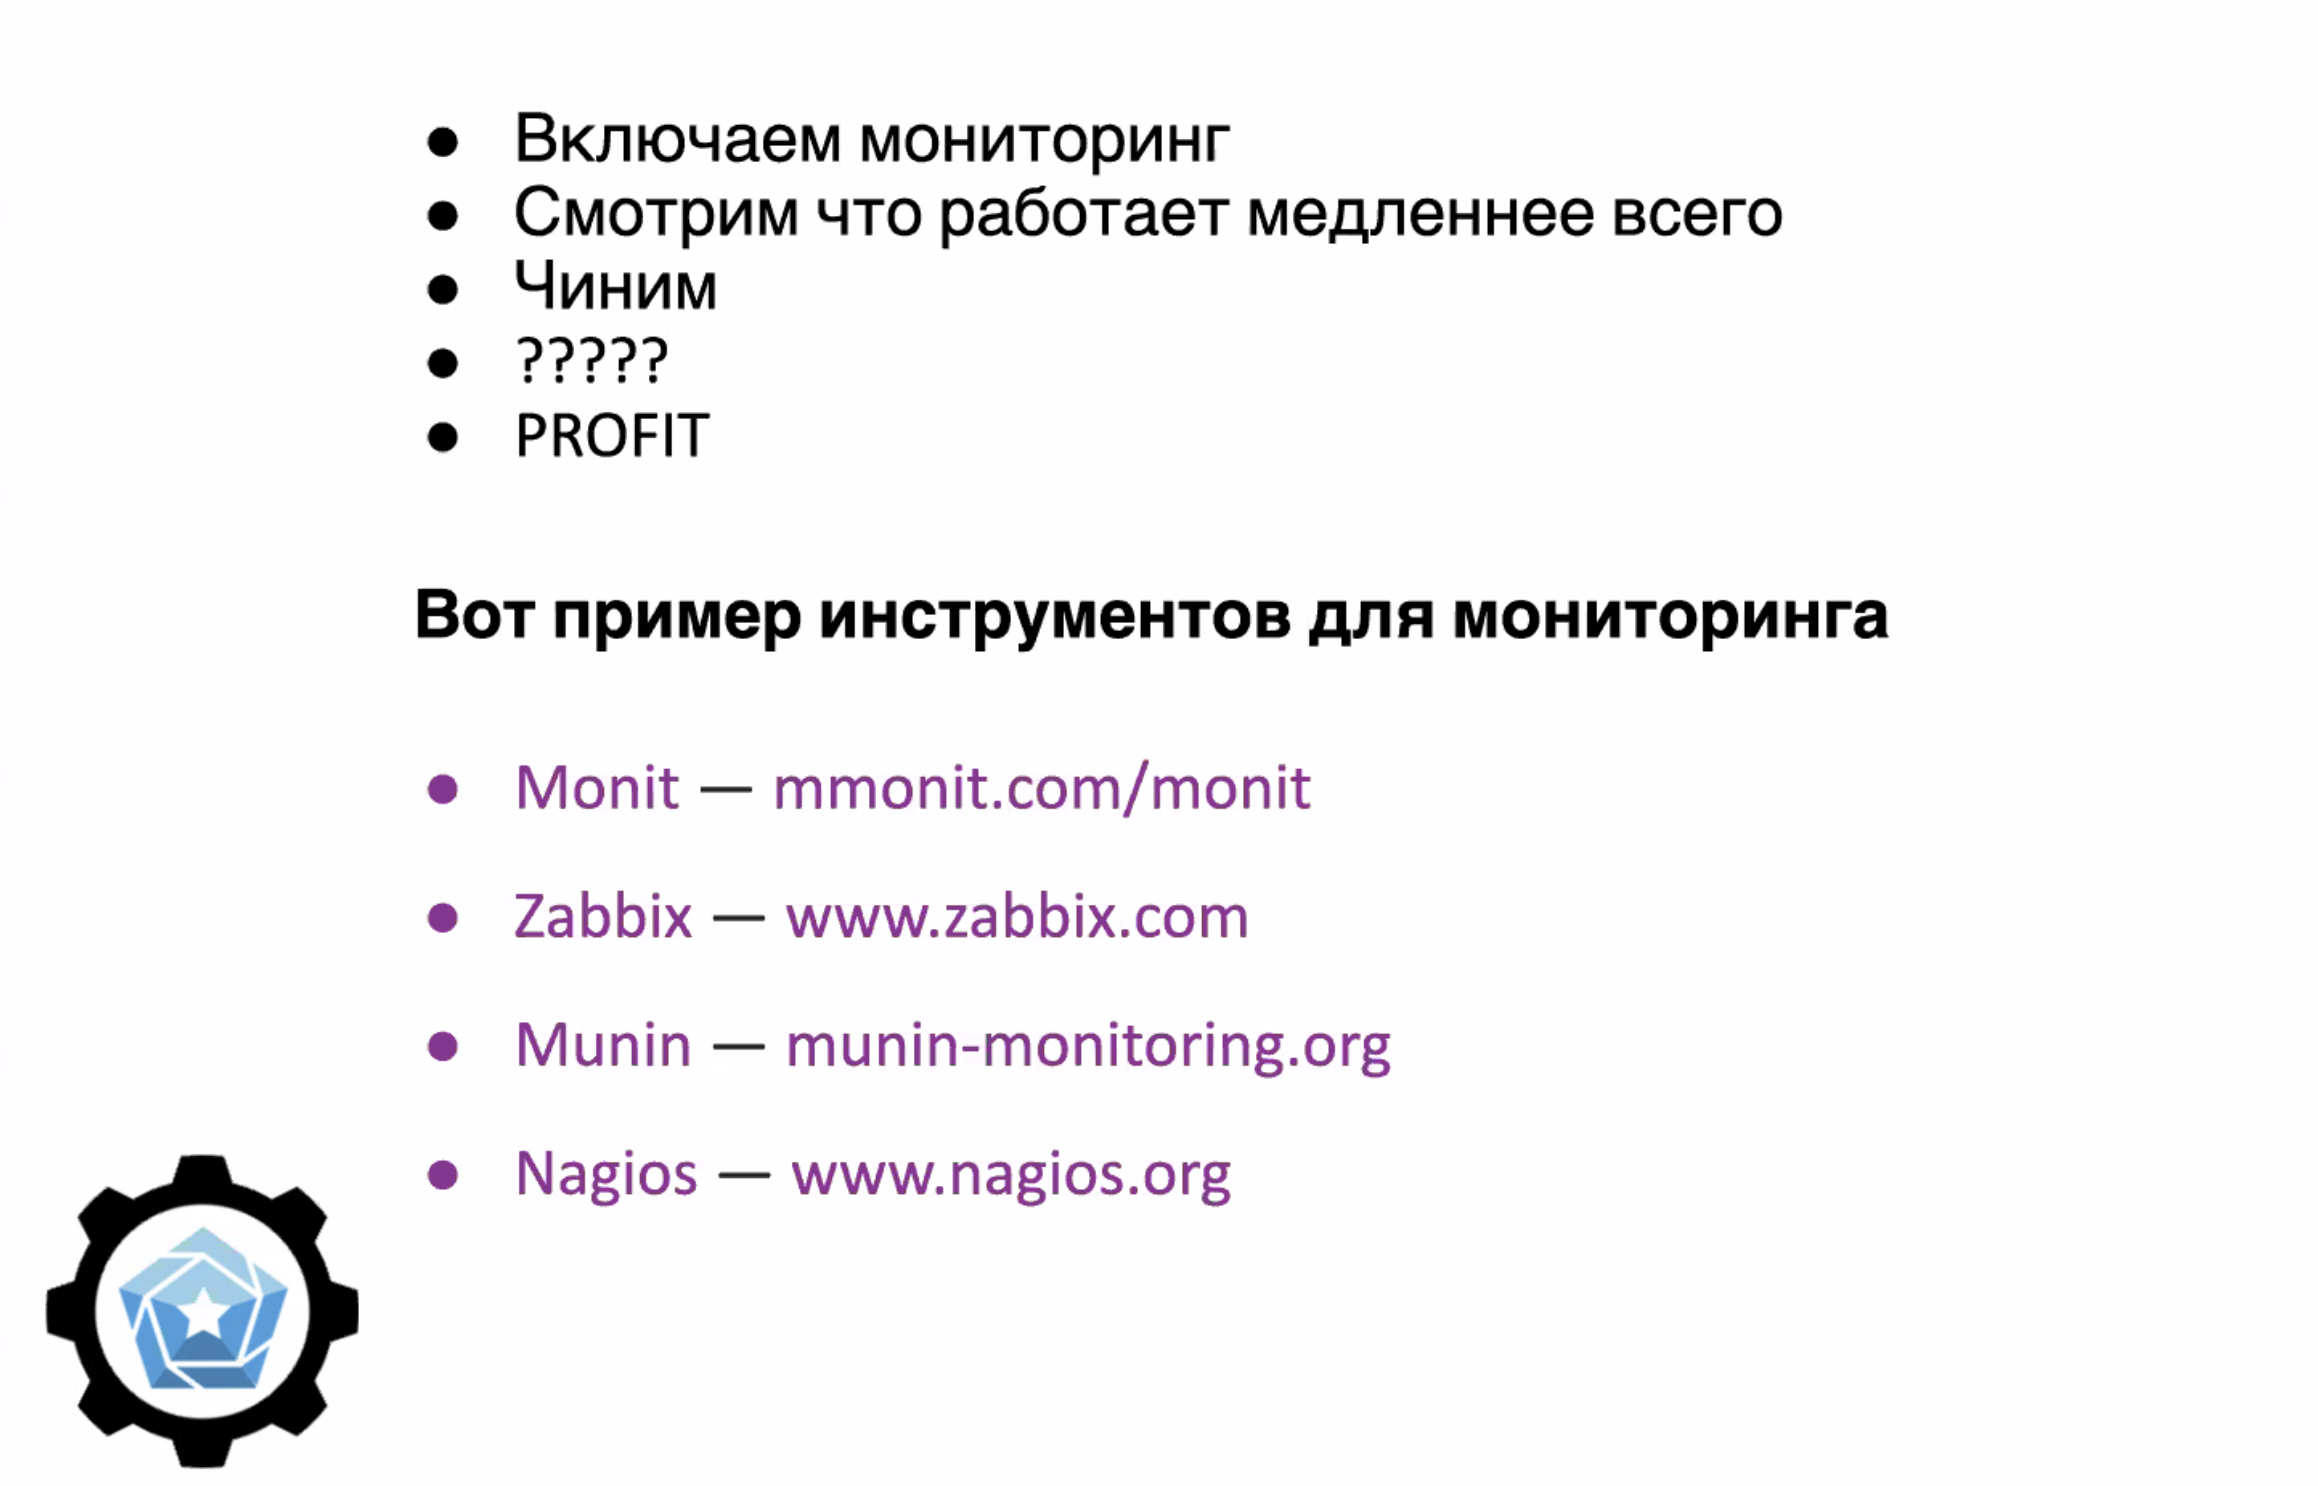 ● Включаем мониторинг
● Смотрим что работает медленнее всего
● Чиним
● ?????
● PROFIT
Вот пример инструментов для мониторинга
● Monit — mmonit.com/monit
● Zabbix — www.zabbix.com
● Munin — munin-monitoring.org
● Nagios — www.nagios.org